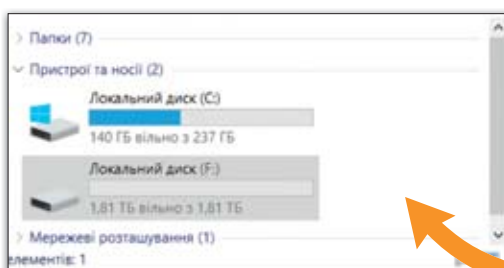 Папки (7)
Пристрої та носії (2)
Локальний диск (C:)
140 ГБ вільно з 237 ГБ
Локальний диск (F:)
1,81 ТБ вільно з 1,81 ТБ
Мережеві розташування (1)
елементів: 1